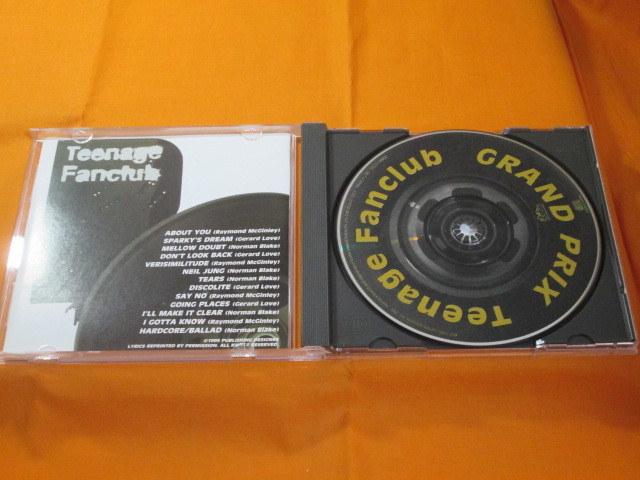 Teenage
Fanclub
ABOUT YOU (Raymond McGinley)
SPARKY'S DREAM (Gerard Love)
MELLOW DOUBT (Norman Blake)
DON'T LOOK BACK (Gerard Love)
VERISIMILITUDE (Raymond McGinley)
NEIL JUNG (Norman Blake)
TEARS (Norman Blake)
DISCOLITE (Gerard Love)
SAY NO (Raymond McGinley)
GOING PLACES (Gerard Love)
I'LL MAKE IT CLEAR (Norman Blake)
I GOTTA KNOW (Raymond McGinley)
HARDCORE/BALLAD (Norman Blake)
©1995 PUBLISHING DESIGNEE
LYRICS REPRINTED BY PERMISSION. ALL RIGHTS RESERVED
Teenage Fanclub
GRAND PRIX